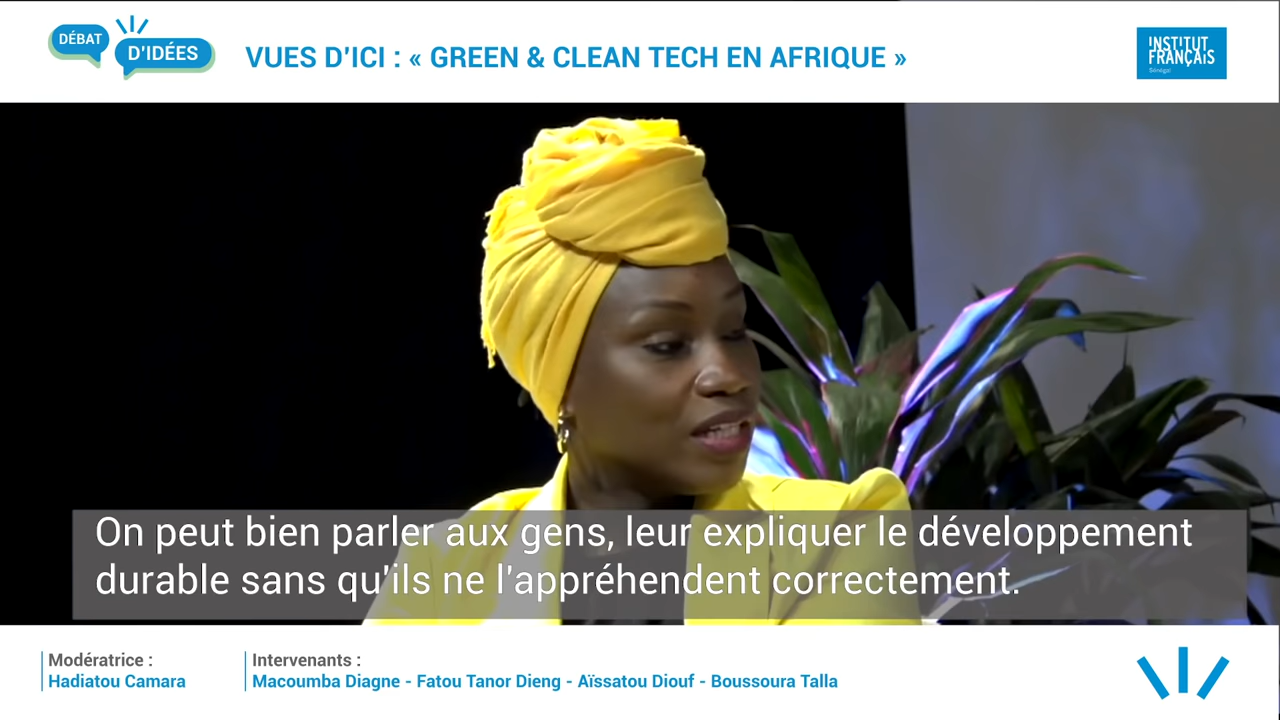 DÉBAT
D'IDÉES
VUES D'ICI : « GREEN & CLEAN TECH EN AFRIQUE »
INSTITUT
FRANÇAIS
Sénégal
On peut bien parler aux gens, leur expliquer le développement
durable sans qu'ils ne l'appréhendent correctement.
Modératrice :
Hadiatou Camara
Intervenants :
Macoumba Diagne - Fatou Tanor Dieng - Aïssatou Diouf - Boussoura Talla